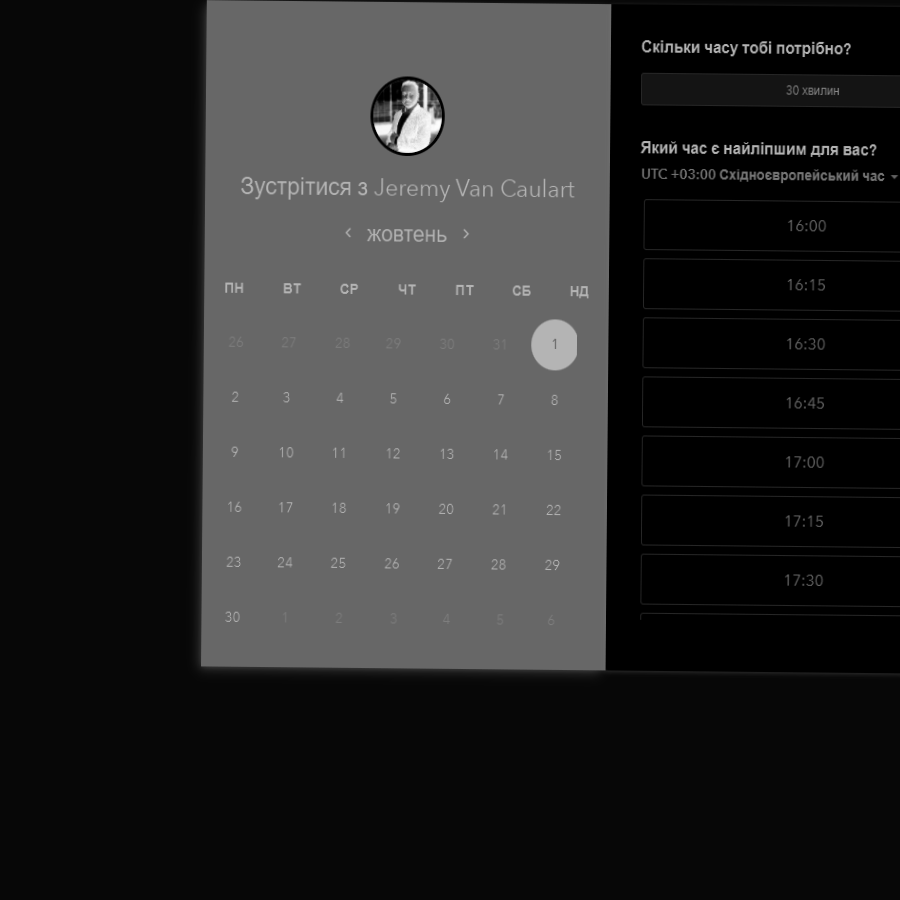 Зустрітися з Jeremy Van Caulart
жовтень
ПН ВТ СР ЧТ ПТ СБ НД
26 27 28 29 30 31 1
2 3 4 5 6 7 8
9 10 11 12 13 14 15
16 17 18 19 20 21 22
23 24 25 26 27 28 29
30 1 2 3 4 5 6
Скільки часу тобі потрібно?
30 хвилин
Який час є найліпшим для вас?
UTC +03:00 Східноєвропейський час
16:00
16:15
16:30
16:45
17:00
17:15
17:30